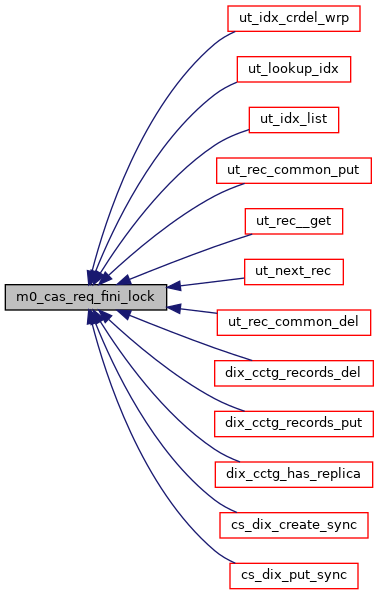 ut_idx_crdel_wrp
ut_lookup_idx
ut_idx_list
ut_rec_common_put
ut_rec__get
ut_next_rec
m0_cas_req_fini_lock
ut_rec_common_del
dix_cctg_records_del
dix_cctg_records_put
dix_cctg_has_replica
cs_dix_create_sync
cs_dix_put_sync